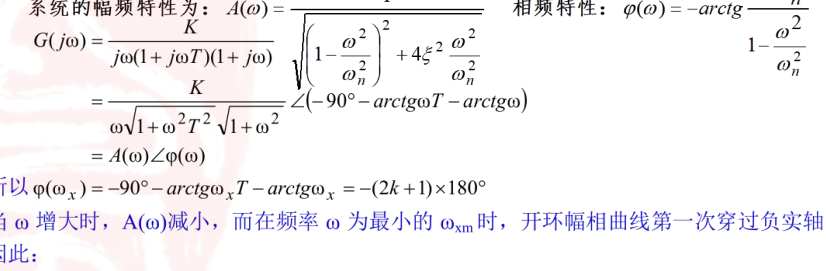 系统的幅频特性为： A(ω) = 1/√((1 − ω²/ωn²)² + 4ξ² ω²/ωn²) 相频特性： φ(ω) = −arctg 1 − ω²/ωn²
G(jω) = K/(jω(1 + jωT)(1 + jω))
= K/(ω√(1 + ω²T²)√(1 + ω²)) ∠(−90° − arctgωT − arctgω)
= A(ω)∠φ(ω)
所以 φ(ωx) = −90° − arctgωxT − arctgωx = −(2k + 1)×180°
当 ω 增大时，A(ω)减小，而在频率 ω 为最小的 ωxm 时，开环幅相曲线第一次穿过负实轴
因此：